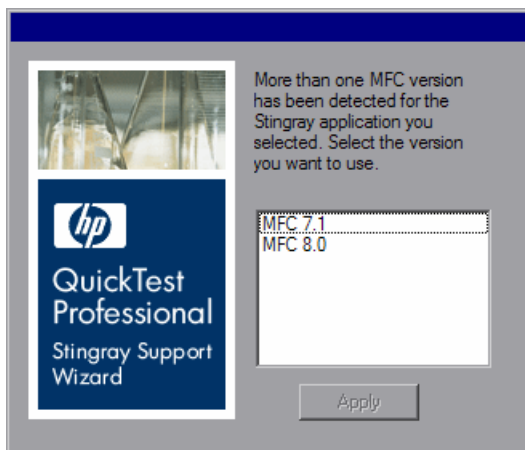 More than one MFC version
has been detected for the
Stingray application you
selected. Select the version
you want to use.
MFC 7.1
MFC 8.0
hp
QuickTest
Professional
Stingray Support
Wizard
Apply